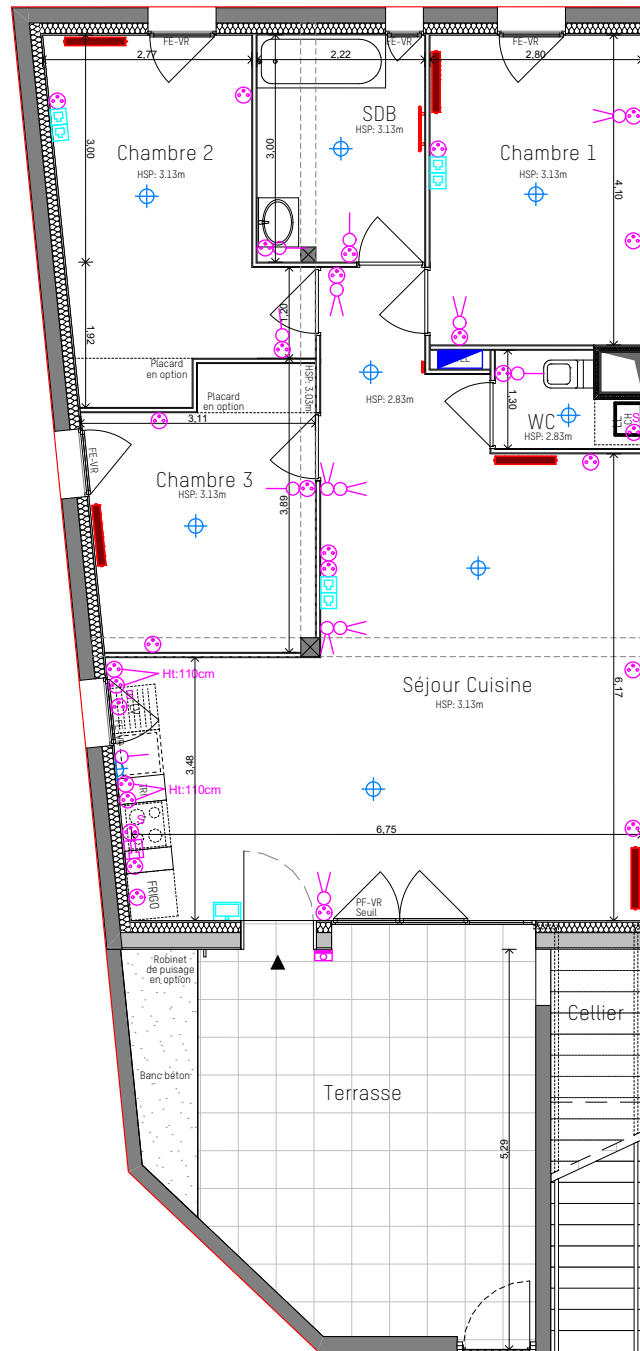 FE-VR
FE-VR
FE-VR
2,77
2,22
2,80
SDB
HSP: 3.13m
Chambre 2
HSP: 3.13m
Chambre 1
HSP: 3.13m
3,00
3,00
4,10
1,92
1,20
Placard
en option
Placard
en option
HSP: 3.03m
HSP: 2.83m
3,11
1,30
WC
HSP: 2.83m
FE-VR
Chambre 3
HSP: 3.13m
3,89
Ht:110cm
Séjour Cuisine
HSP: 3.13m
6,17
3,48
Ht:110cm
6,75
FRIGO
PF-VR
Seuil
Robinet
de puisage
en option
Banc béton
Cellier
Terrasse
5,29